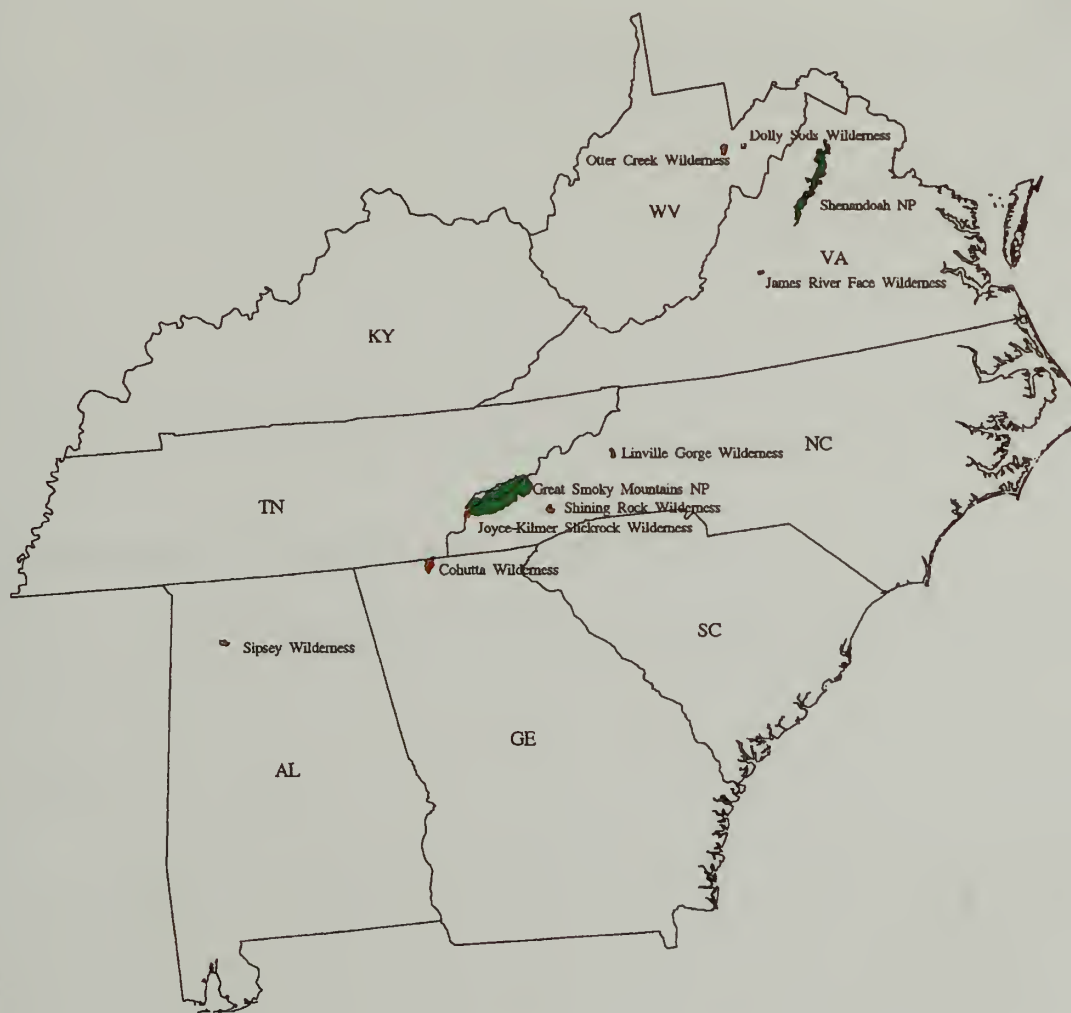 Dolly Sods Wilderness
Otter Creek Wilderness
WV
Shenandoah NP
VA
James River Face Wilderness
KY
NC
Linville Gorge Wilderness
Great Smoky Mountains NP
TN
Shining Rock Wilderness
Joyce-Kilmer Slickrock Wilderness
Cohutta Wilderness
SC
Sipsey Wilderness
GE
AL